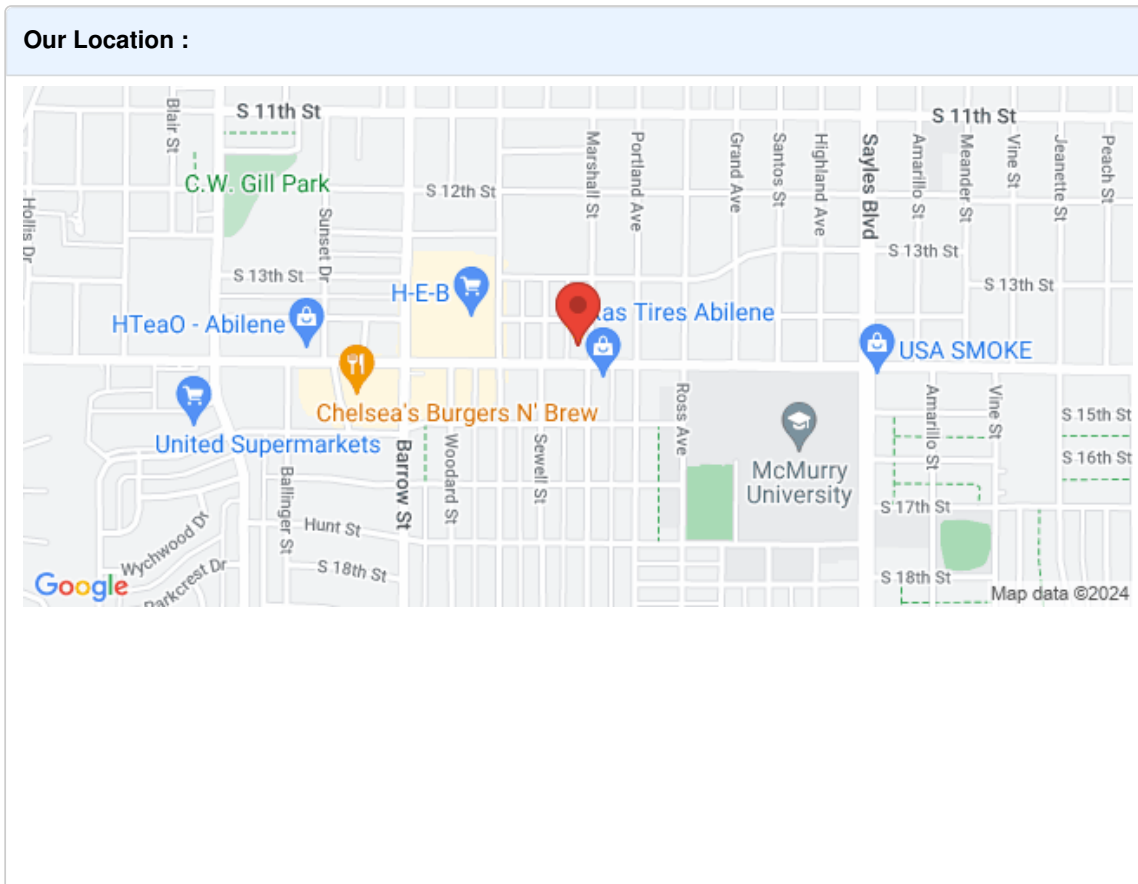 Our Location :
S 11th St
S 11th St
Blair St
Marshall St
Portland Ave
Grand Ave
Santos St
Highland Ave
Sayles Blvd
Amarillo St
Meander St
Vine St
Jeanette St
Peach St
C.W. Gill Park
S 12th St
Hollis Dr
Sunset Dr
S 13th St
S 13th St
S 13th St
H-E-B
HTeaO - Abilene
as Tires Abilene
USA SMOKE
Chelsea's Burgers N' Brew
United Supermarkets
Ross Ave
Amarillo St
Vine St
S 15th St
S 16th St
Barrow St
Woodard St
Sewell St
McMurry
University
Ballinger St
S 17th St
Hunt St
Wychwood Dr
S 18th St
S 18th St
Parkcrest Dr
Google
Map data ©2024